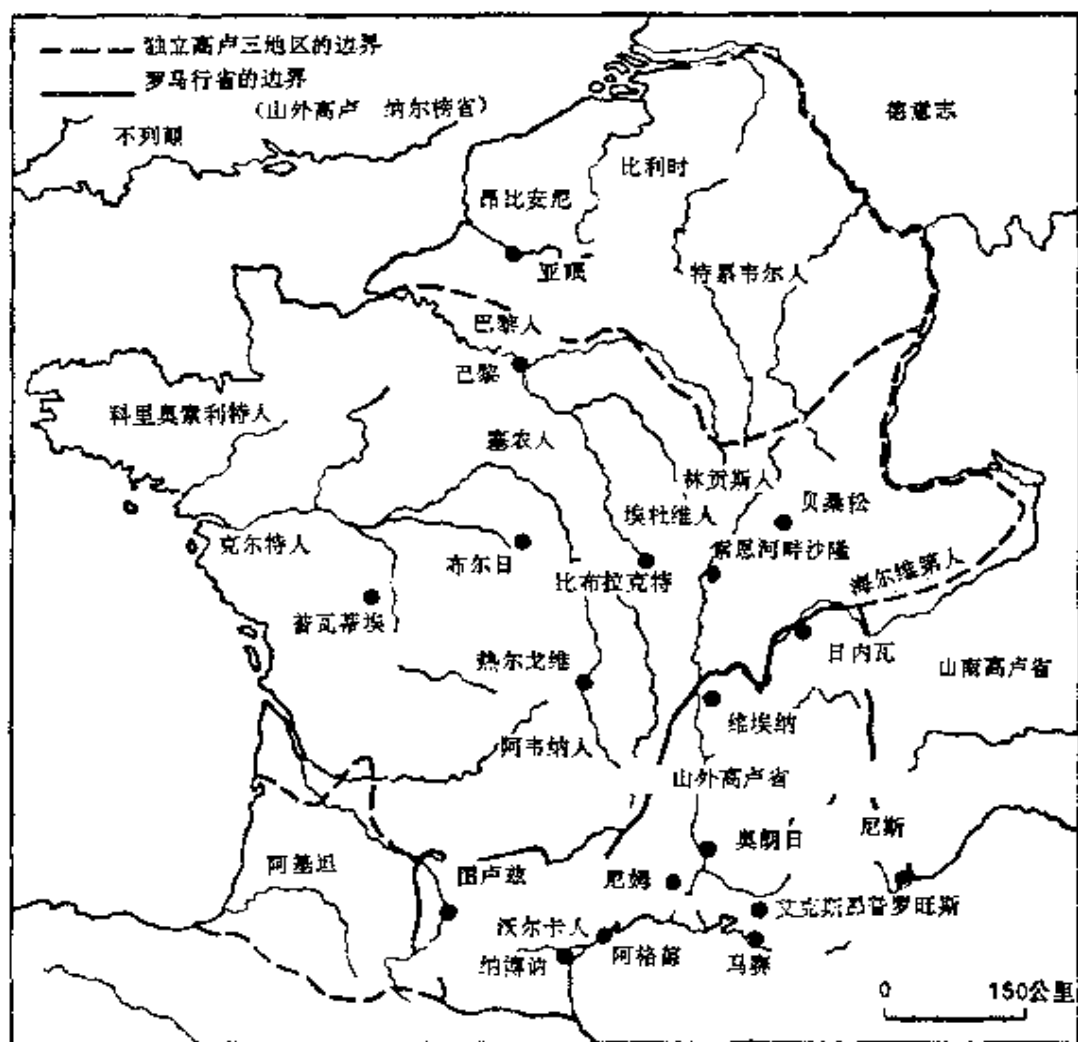 独立高卢三地区的边界
罗马行省的边界
(山外高卢 纳尔榜省)
不列颠
德意志
比利时
昂比安尼
亚眠
特雷韦尔人
巴黎人
巴黎
科里奥索利特人
塞农人
林贡斯人
贝桑松
埃杜维人
克尔特人
布尔日
比布拉克特
索恩河畔沙隆
海尔维第人
普瓦蒂埃
日内瓦
热尔戈维
山南高卢省
维埃纳
阿韦纳人
山外高卢省
尼斯
奥朗日
阿基坦
图卢兹
尼姆
艾克斯昂普罗旺斯
沃尔卡人
阿格德
马赛
纳博讷
0 150公里